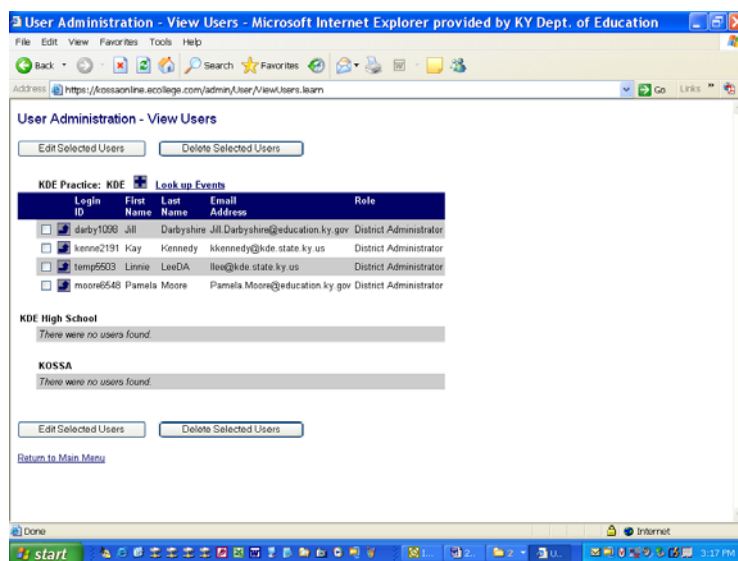 User Administration - View Users - Microsoft Internet Explorer provided by KY Dept. of Education
File Edit View Favorites Tools Help
Back Search Favorites
Address https://kossaonline.ecollege.com/admin/User/ViewUsers.learn Go Links »
User Administration - View Users
Edit Selected Users Delete Selected Users
KDE Practice: KDE Look up Events
Login ID First Name Last Name Email Address Role
darby1098 Jill Darbyshire Jill.Darbyshire@education.ky.gov District Administrator
kenne2191 Kay Kennedy kkennedy@kde.state.ky.us District Administrator
temp5503 Linnie LeeDA llee@kde.state.ky.us District Administrator
moore6548 Pamela Moore Pamela.Moore@education.ky.gov District Administrator
KDE High School
There were no users found.
KOSSA
There were no users found.
Edit Selected Users Delete Selected Users
Return to Main Menu
Done Internet
start 3:17 PM